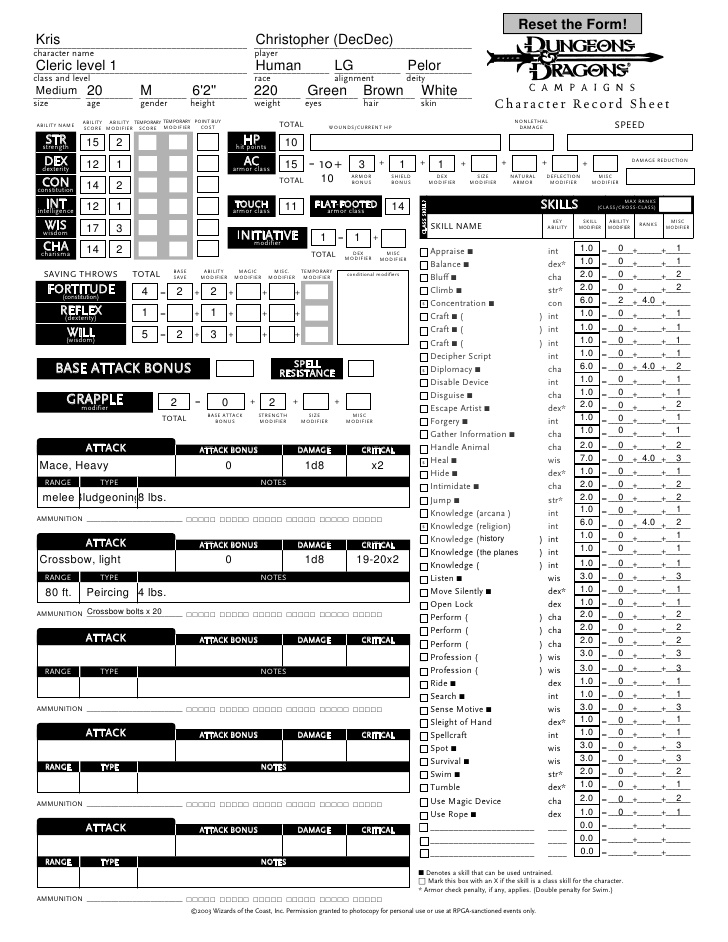 Reset the Form!
Kris Christopher (DecDec)
character name player
Cleric level 1 Human LG Pelor
class and level race alignment deity
Medium 20 M 6'2" 220 Green Brown White
size age gender height weight eyes hair skin
DUNGEONS & DRAGONS
CAMPAIGNS
Character Record Sheet
ABILITY NAME ABILITY SCORE ABILITY MODIFIER TEMPORARY SCORE TEMPORARY MODIFIER POINT BUY COST
STR strength 15 2
DEX dexterity 12 1
CON constitution 14 2
INT intelligence 12 1
WIS wisdom 17 3
CHA charisma 14 2
TOTAL WOUNDS/CURRENT HP NONLETHAL DAMAGE SPEED
HP hit points 10
AC armor class 15 - 10+ 10 3 + 1 + 1 + + + +
TOTAL ARMOR BONUS SHIELD BONUS DEX MODIFIER SIZE MODIFIER NATURAL ARMOR DEFLECTION MODIFIER MISC MODIFIER DAMAGE REDUCTION
TOUCH armor class 11 FLAT-FOOTED armor class 14
INITIATIVE modifier 1 - 1 +
TOTAL DEX MODIFIER MISC MODIFIER
SAVING THROWS TOTAL BASE SAVE ABILITY MODIFIER MAGIC MODIFIER MISC. MODIFIER TEMPORARY MODIFIER conditional modifiers
FORTITUDE (constitution) 4 - 2 + 2 + + +
REFLEX (dexterity) 1 - + 1 + + +
WILL (wisdom) 5 - 2 + 3 + + +
BASE ATTACK BONUS SPELL RESISTANCE
GRAPPLE modifier 2 - 0 + 2 + +
TOTAL BASE ATTACK BONUS STRENGTH MODIFIER SIZE MODIFIER MISC MODIFIER
ATTACK ATTACK BONUS DAMAGE CRITICAL
Mace, Heavy 0 1d8 x2
RANGE TYPE NOTES
melee Bludgeoning 8 lbs.
AMMUNITION
ATTACK ATTACK BONUS DAMAGE CRITICAL
Crossbow, light 0 1d8 19-20x2
RANGE TYPE NOTES
80 ft. Peircing 4 lbs.
AMMUNITION Crossbow bolts x 20
ATTACK ATTACK BONUS DAMAGE CRITICAL
RANGE TYPE NOTES
AMMUNITION
ATTACK ATTACK BONUS DAMAGE CRITICAL
RANGE TYPE NOTES
AMMUNITION
ATTACK ATTACK BONUS DAMAGE CRITICAL
RANGE TYPE NOTES
AMMUNITION
SKILLS MAX RANKS (CLASS/CROSS-CLASS)
CLASS SKILL? SKILL NAME KEY ABILITY SKILL MODIFIER ABILITY MODIFIER RANKS MISC MODIFIER
Appraise ■ int 1.0 = 0 + + 1
Balance ■ dex* 1.0 = 0 + + 1
Bluff ■ cha 2.0 = 0 + + 2
Climb ■ str* 2.0 = 0 + + 2
Concentration ■ con 6.0 = 2 + 4.0 +
Craft ■ ( ) int 1.0 = 0 + + 1
Craft ■ ( ) int 1.0 = 0 + + 1
Craft ■ ( ) int 1.0 = 0 + + 1
Decipher Script int 1.0 = 0 + + 1
Diplomacy ■ cha 6.0 = 0 + 4.0 + 2
Disable Device int 1.0 = 0 + + 1
Disguise ■ cha 1.0 = 0 + + 1
Escape Artist ■ dex* 2.0 = 0 + + 2
Forgery ■ int 1.0 = 0 + + 1
Gather Information ■ cha 1.0 = 0 + + 1
Handle Animal cha 2.0 = 0 + + 2
Heal ■ wis 7.0 = 0 + 4.0 + 3
Hide ■ dex* 1.0 = 0 + + 1
Intimidate ■ cha 2.0 = 0 + + 2
Jump ■ str* 2.0 = 0 + + 2
Knowledge (arcana ) int 1.0 = 0 + + 1
Knowledge (religion) int 6.0 = 0 + 4.0 + 2
Knowledge (history ) int 1.0 = 0 + + 1
Knowledge (the planes ) int 1.0 = 0 + + 1
Knowledge ( ) int 1.0 = 0 + + 1
Listen ■ wis 3.0 = 0 + + 3
Move Silently ■ dex* 1.0 = 0 + + 1
Open Lock dex 1.0 = 0 + + 1
Perform ( ) cha 2.0 = 0 + + 2
Perform ( ) cha 2.0 = 0 + + 2
Perform ( ) cha 2.0 = 0 + + 2
Profession ( ) wis 3.0 = 0 + + 3
Profession ( ) wis 3.0 = 0 + + 3
Ride ■ dex 1.0 = 0 + + 1
Search ■ int 1.0 = 0 + + 1
Sense Motive ■ wis 3.0 = 0 + + 3
Sleight of Hand dex* 1.0 = 0 + + 1
Spellcraft int 1.0 = 0 + + 1
Spot ■ wis 3.0 = 0 + + 3
Survival ■ wis 3.0 = 0 + + 3
Swim ■ str* 2.0 = 0 + + 2
Tumble dex* 1.0 = 0 + + 1
Use Magic Device cha 2.0 = 0 + + 2
Use Rope ■ dex 1.0 = 0 + + 1
0.0 = + +
0.0 = + +
0.0 = + +
■ Denotes a skill that can be used untrained.
□ Mark this box with an X if the skill is a class skill for the character.
* Armor check penalty, if any, applies. (Double penalty for Swim.)
©2003 Wizards of the Coast, Inc. Permission granted to photocopy for personal use or use at RPGA-sanctioned events only.